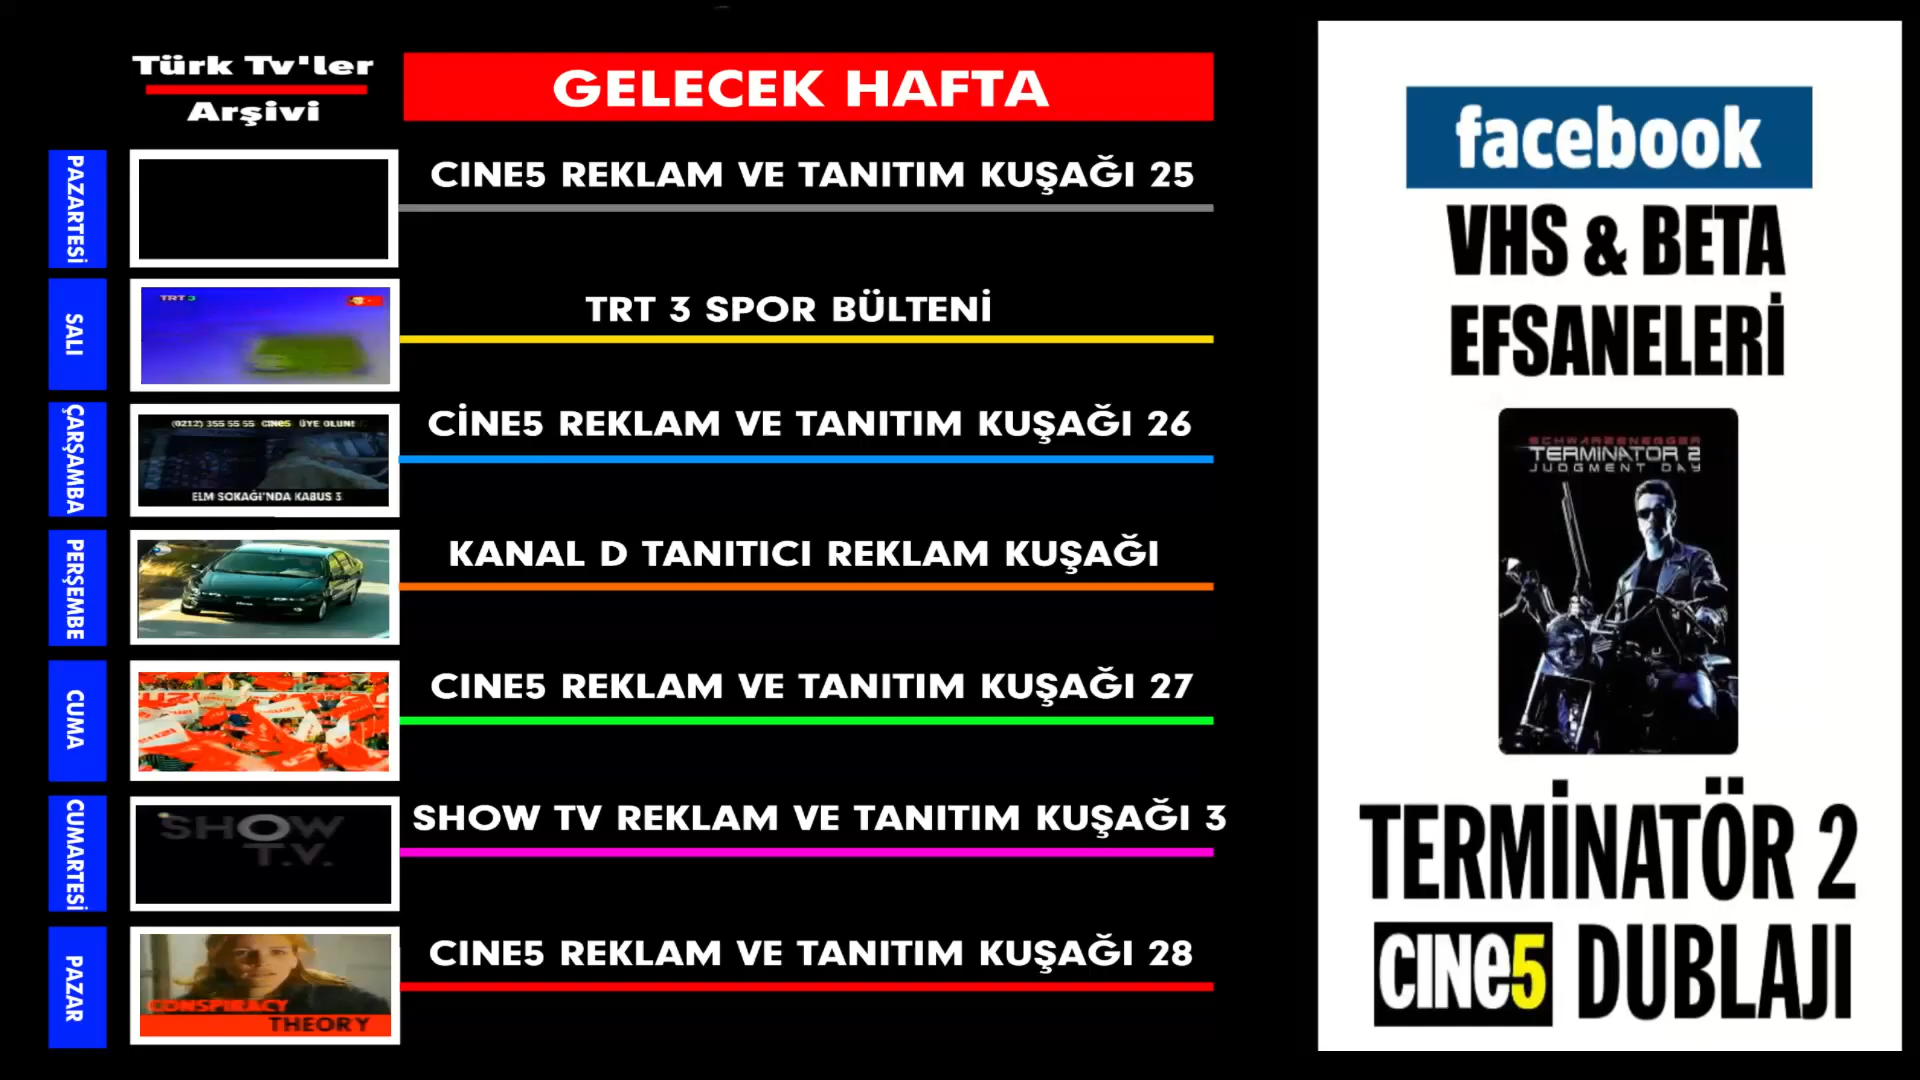 Türk Tv'ler
Arşivi
GELECEK HAFTA
PAZARTESİ
CINE5 REKLAM VE TANITIM KUŞAĞI 25
SALI
TRT 3
TRT 3 SPOR BÜLTENİ
ÇARŞAMBA
(0212) 355 55 55 CINE5 ÜYE OLUN!
ELM SOKAĞI'NDA KABUS 3
CİNE5 REKLAM VE TANITIM KUŞAĞI 26
PERŞEMBE
KANAL D TANITICI REKLAM KUŞAĞI
CUMA
CINE5 REKLAM VE TANITIM KUŞAĞI 27
CUMARTESİ
SHOW
T.V.
SHOW TV REKLAM VE TANITIM KUŞAĞI 3
PAZAR
CONSPIRACY
THEORY
CINE5 REKLAM VE TANITIM KUŞAĞI 28
facebook
VHS & BETA
EFSANELERİ
SCHWARZENEGGER
TERMINATOR 2
JUDGMENT DAY
TERMİNATÖR 2
CINe5 DUBLAJI